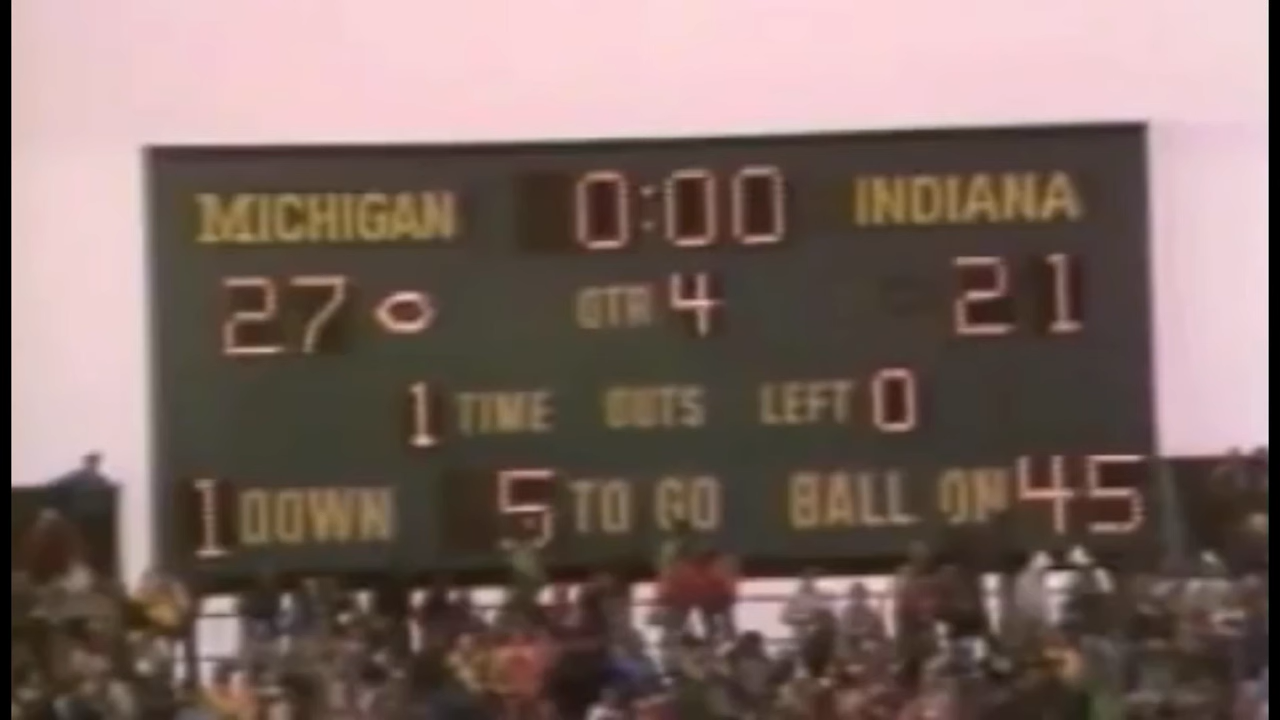 MICHIGAN 0:00 INDIANA
27 QTR 4 21
1 TIME OUTS LEFT 0
1 DOWN 5 TO GO BALL ON 45